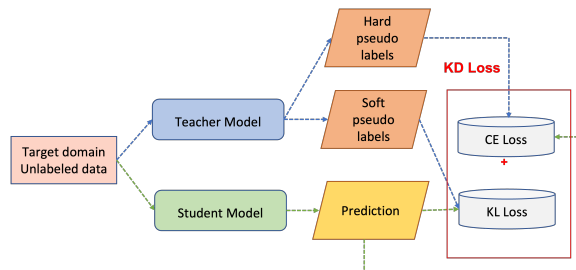 Hard
pseudo
labels
KD Loss
Soft
pseudo
labels
Teacher Model
CE Loss
+
Target domain
Unlabeled data
Student Model
Prediction
KL Loss